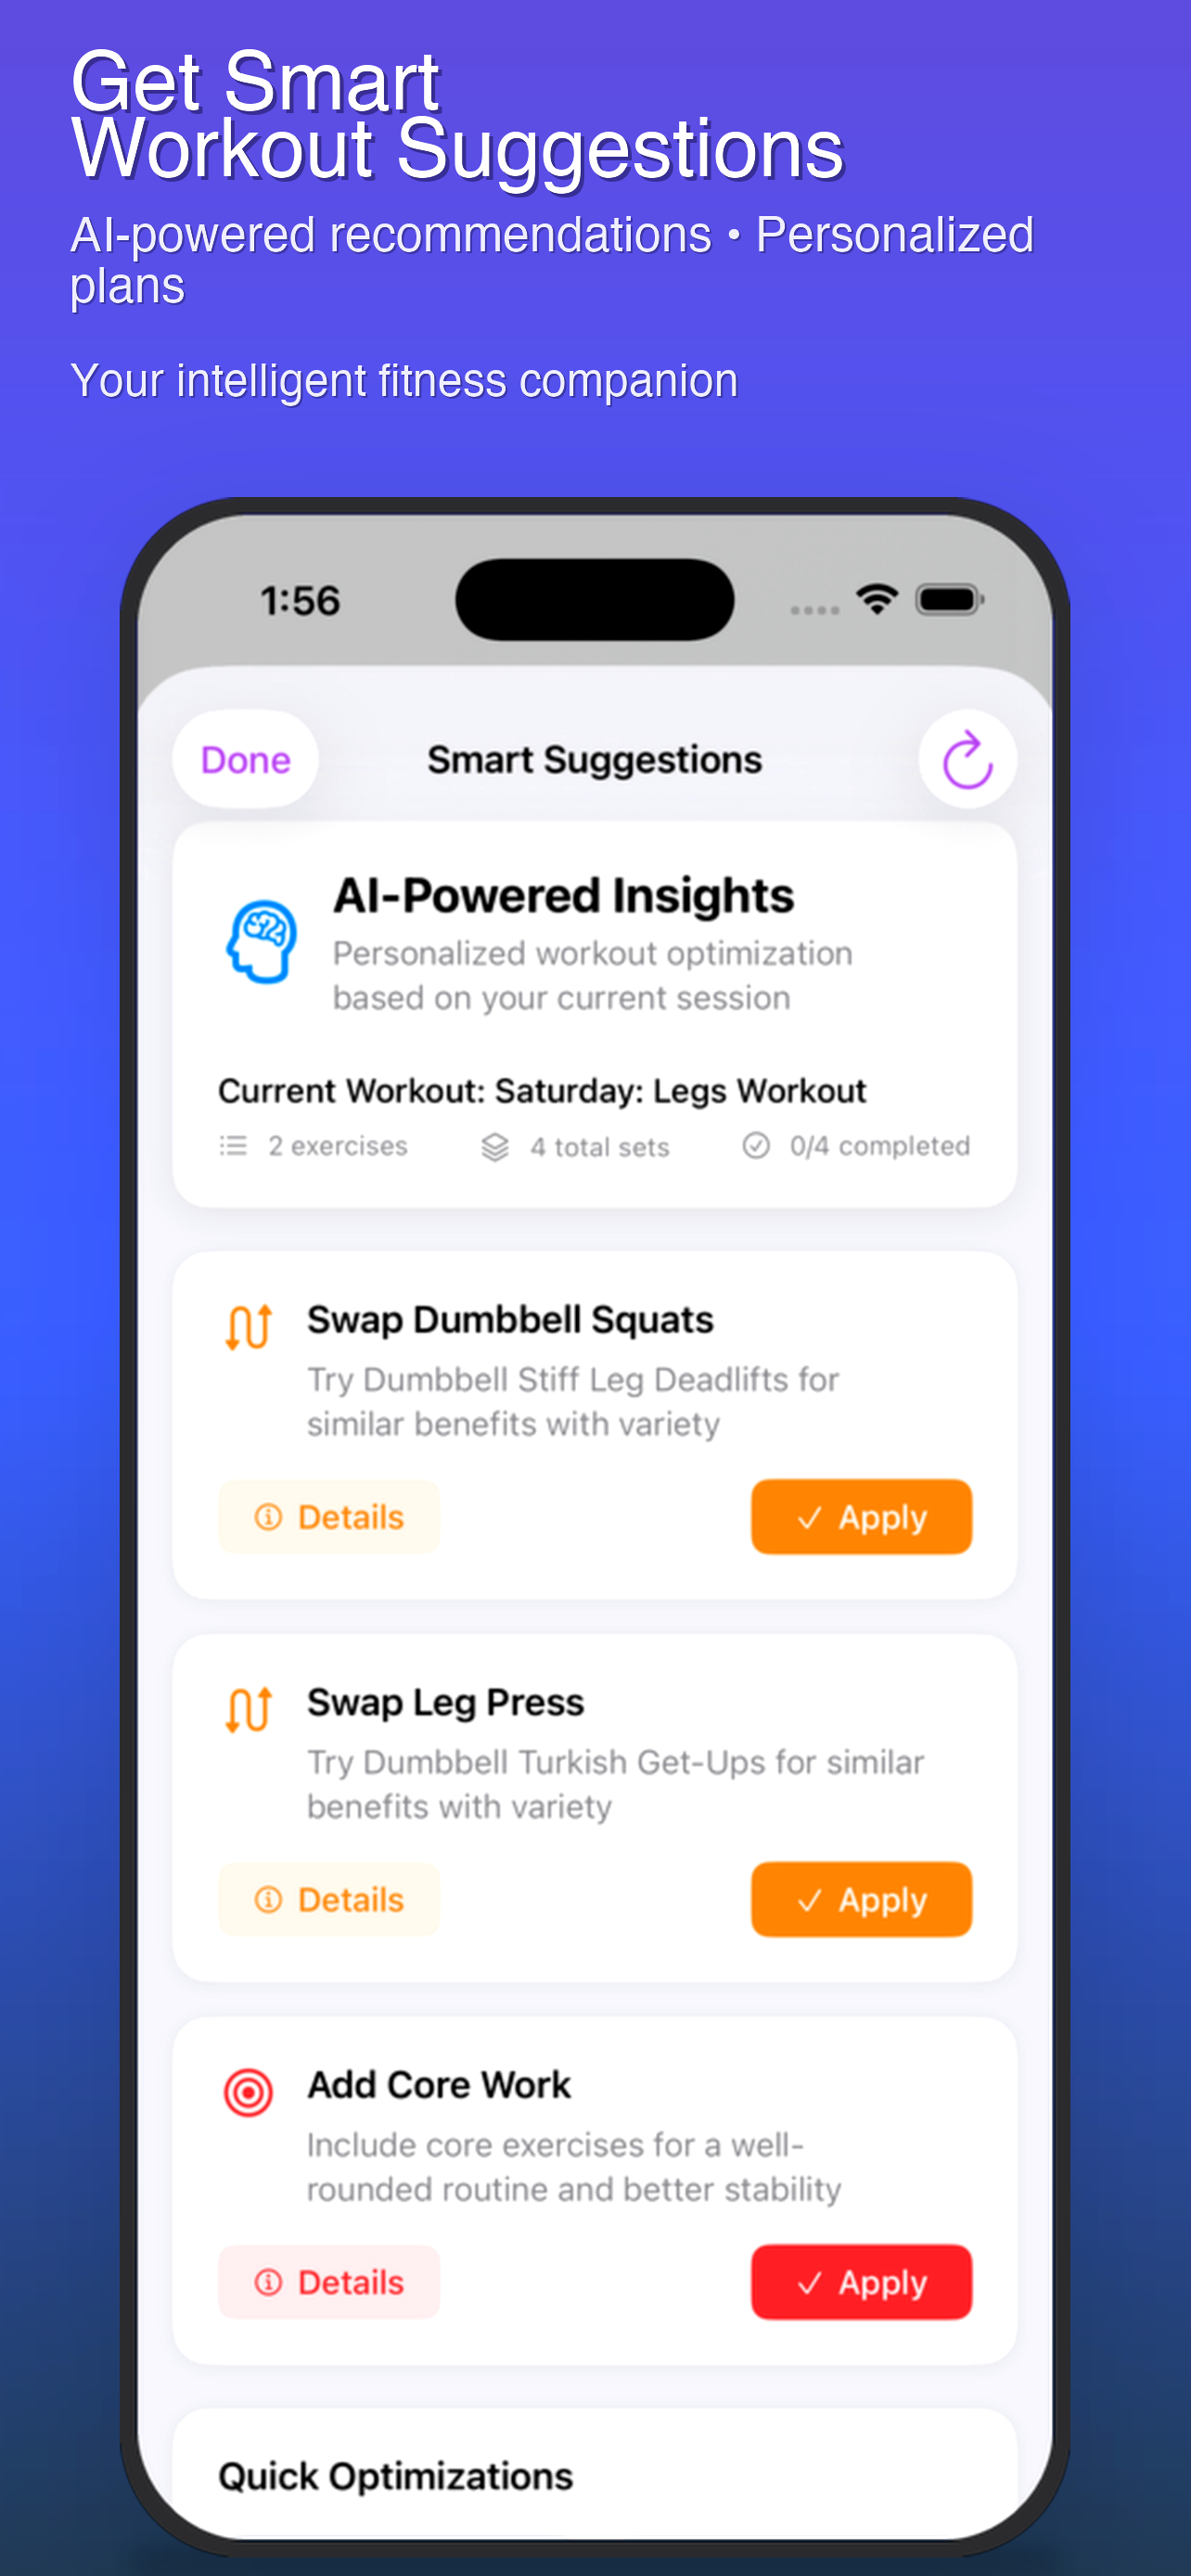 Get Smart
Workout Suggestions
AI-powered recommendations • Personalized
plans
Your intelligent fitness companion
1:56
Done
Smart Suggestions
AI-Powered Insights
Personalized workout optimization
based on your current session
Current Workout: Saturday: Legs Workout
2 exercises
4 total sets
0/4 completed
Swap Dumbbell Squats
Try Dumbbell Stiff Leg Deadlifts for
similar benefits with variety
Details
Apply
Swap Leg Press
Try Dumbbell Turkish Get-Ups for similar
benefits with variety
Details
Apply
Add Core Work
Include core exercises for a well-
rounded routine and better stability
Details
Apply
Quick Optimizations